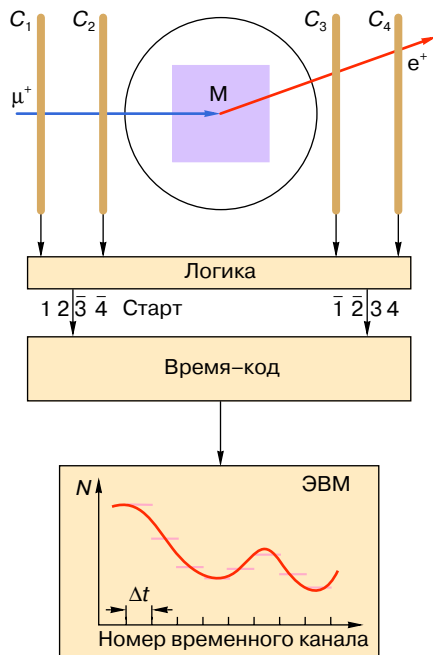 C₁ C₂ C₃ C₄
μ⁺ M e⁺
Логика
1 2 3̄ 4̄ Старт 1̄ 2̄ 3 4
Время–код
ЭВМ
N
Δt
Номер временного канала